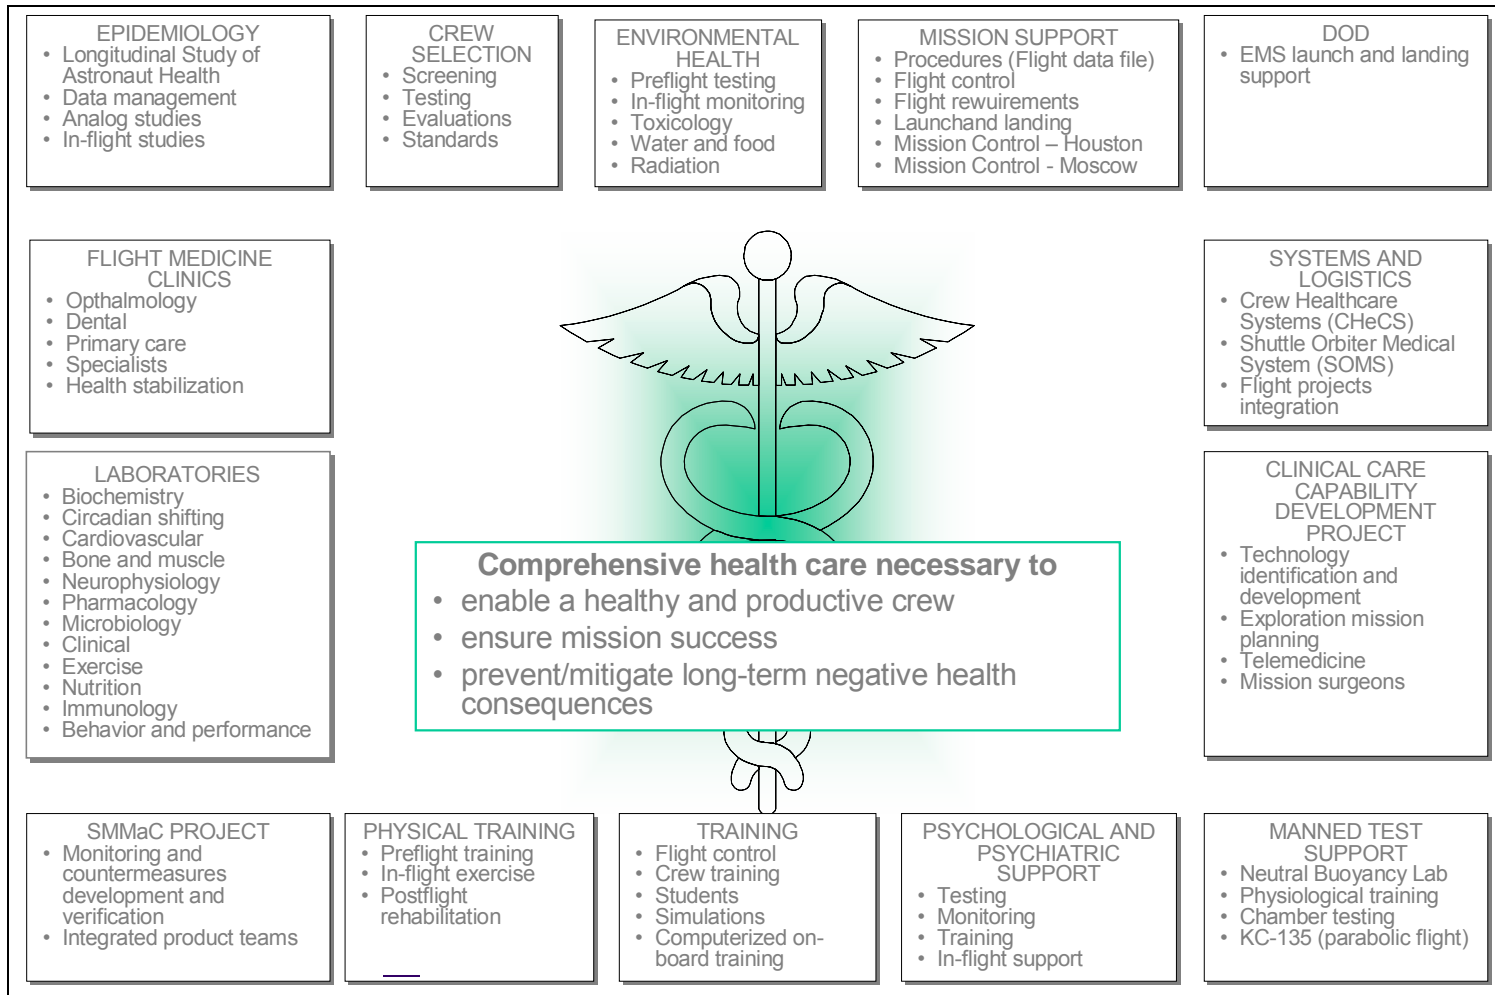 EPIDEMIOLOGY
• Longitudinal Study of
Astronaut Health
• Data management
• Analog studies
• In-flight studies
CREW
SELECTION
• Screening
• Testing
• Evaluations
• Standards
ENVIRONMENTAL
HEALTH
• Preflight testing
• In-flight monitoring
• Toxicology
• Water and food
• Radiation
MISSION SUPPORT
• Procedures (Flight data file)
• Flight control
• Flight rewuirements
• Launchand landing
• Mission Control – Houston
• Mission Control - Moscow
DOD
• EMS launch and landing
support
FLIGHT MEDICINE
CLINICS
• Opthalmology
• Dental
• Primary care
• Specialists
• Health stabilization
SYSTEMS AND
LOGISTICS
• Crew Healthcare
Systems (CHeCS)
• Shuttle Orbiter Medical
System (SOMS)
• Flight projects
integration
LABORATORIES
• Biochemistry
• Circadian shifting
• Cardiovascular
• Bone and muscle
• Neurophysiology
• Pharmacology
• Microbiology
• Clinical
• Exercise
• Nutrition
• Immunology
• Behavior and performance
Comprehensive health care necessary to
• enable a healthy and productive crew
• ensure mission success
• prevent/mitigate long-term negative health
consequences
CLINICAL CARE
CAPABILITY
DEVELOPMENT
PROJECT
• Technology
identification and
development
• Exploration mission
planning
• Telemedicine
• Mission surgeons
SMMaC PROJECT
• Monitoring and
countermeasures
development and
verification
• Integrated product teams
PHYSICAL TRAINING
• Preflight training
• In-flight exercise
• Postflight
rehabilitation
TRAINING
• Flight control
• Crew training
• Students
• Simulations
• Computerized on-
board training
PSYCHOLOGICAL AND
PSYCHIATRIC
SUPPORT
• Testing
• Monitoring
• Training
• In-flight support
MANNED TEST
SUPPORT
• Neutral Buoyancy Lab
• Physiological training
• Chamber testing
• KC-135 (parabolic flight)